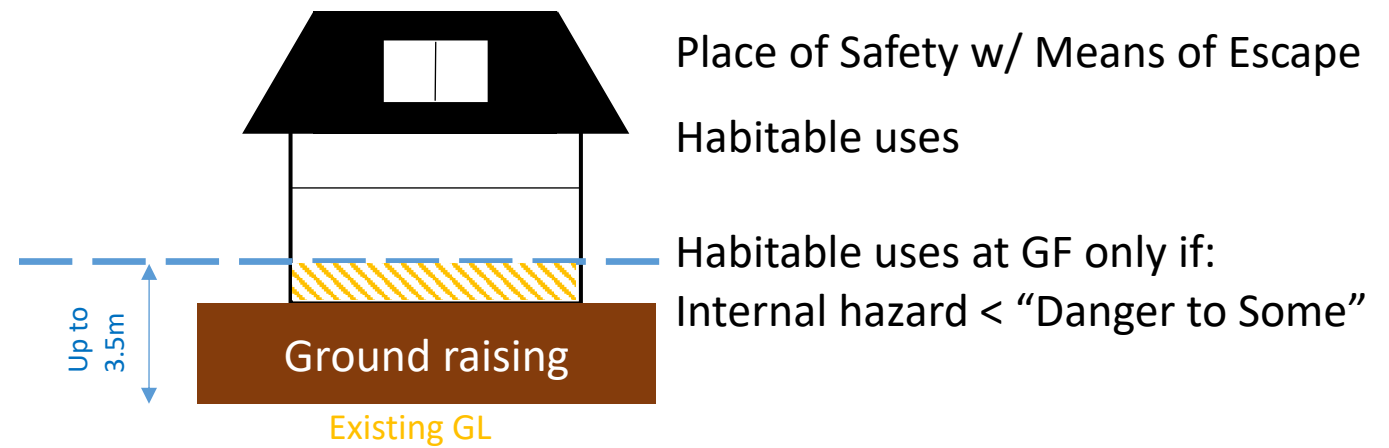 Place of Safety w/ Means of Escape
Habitable uses
Habitable uses at GF only if:
Internal hazard < “Danger to Some”
Up to
3.5m
Ground raising
Existing GL